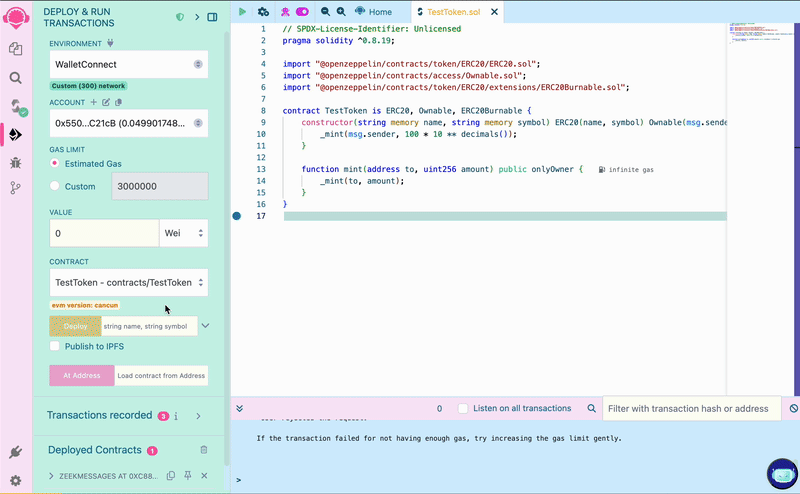 DEPLOY & RUN
TRANSACTIONS
ENVIRONMENT
WalletConnect
Custom (300) network
ACCOUNT
0x550...C21cB (0.049901748...
GAS LIMIT
Estimated Gas
Custom
3000000
VALUE
0
Wei
CONTRACT
TestToken - contracts/TestToken
evm version: cancun
Deploy
string name, string symbol
Publish to IPFS
At Address
Load contract from Address
Transactions recorded 3 i
Deployed Contracts 1
ZEEKMESSAGES AT 0XC88...
Home
TestToken.sol
1 // SPDX-License-Identifier: Unlicensed
2 pragma solidity ^0.8.19;
3
4 import "@openzeppelin/contracts/token/ERC20/ERC20.sol";
5 import "@openzeppelin/contracts/access/Ownable.sol";
6 import "@openzeppelin/contracts/token/ERC20/extensions/ERC20Burnable.sol";
7
8 contract TestToken is ERC20, Ownable, ERC20Burnable {
9 constructor(string memory name, string memory symbol) ERC20(name, symbol) Ownable(msg.sende
10 _mint(msg.sender, 100 * 10 ** decimals());
11 }
12
13 function mint(address to, uint256 amount) public onlyOwner { infinite gas
14 _mint(to, amount);
15 }
16 }
17
0
Listen on all transactions
Filter with transaction hash or address
If the transaction failed for not having enough gas, try increasing the gas limit gently.
>